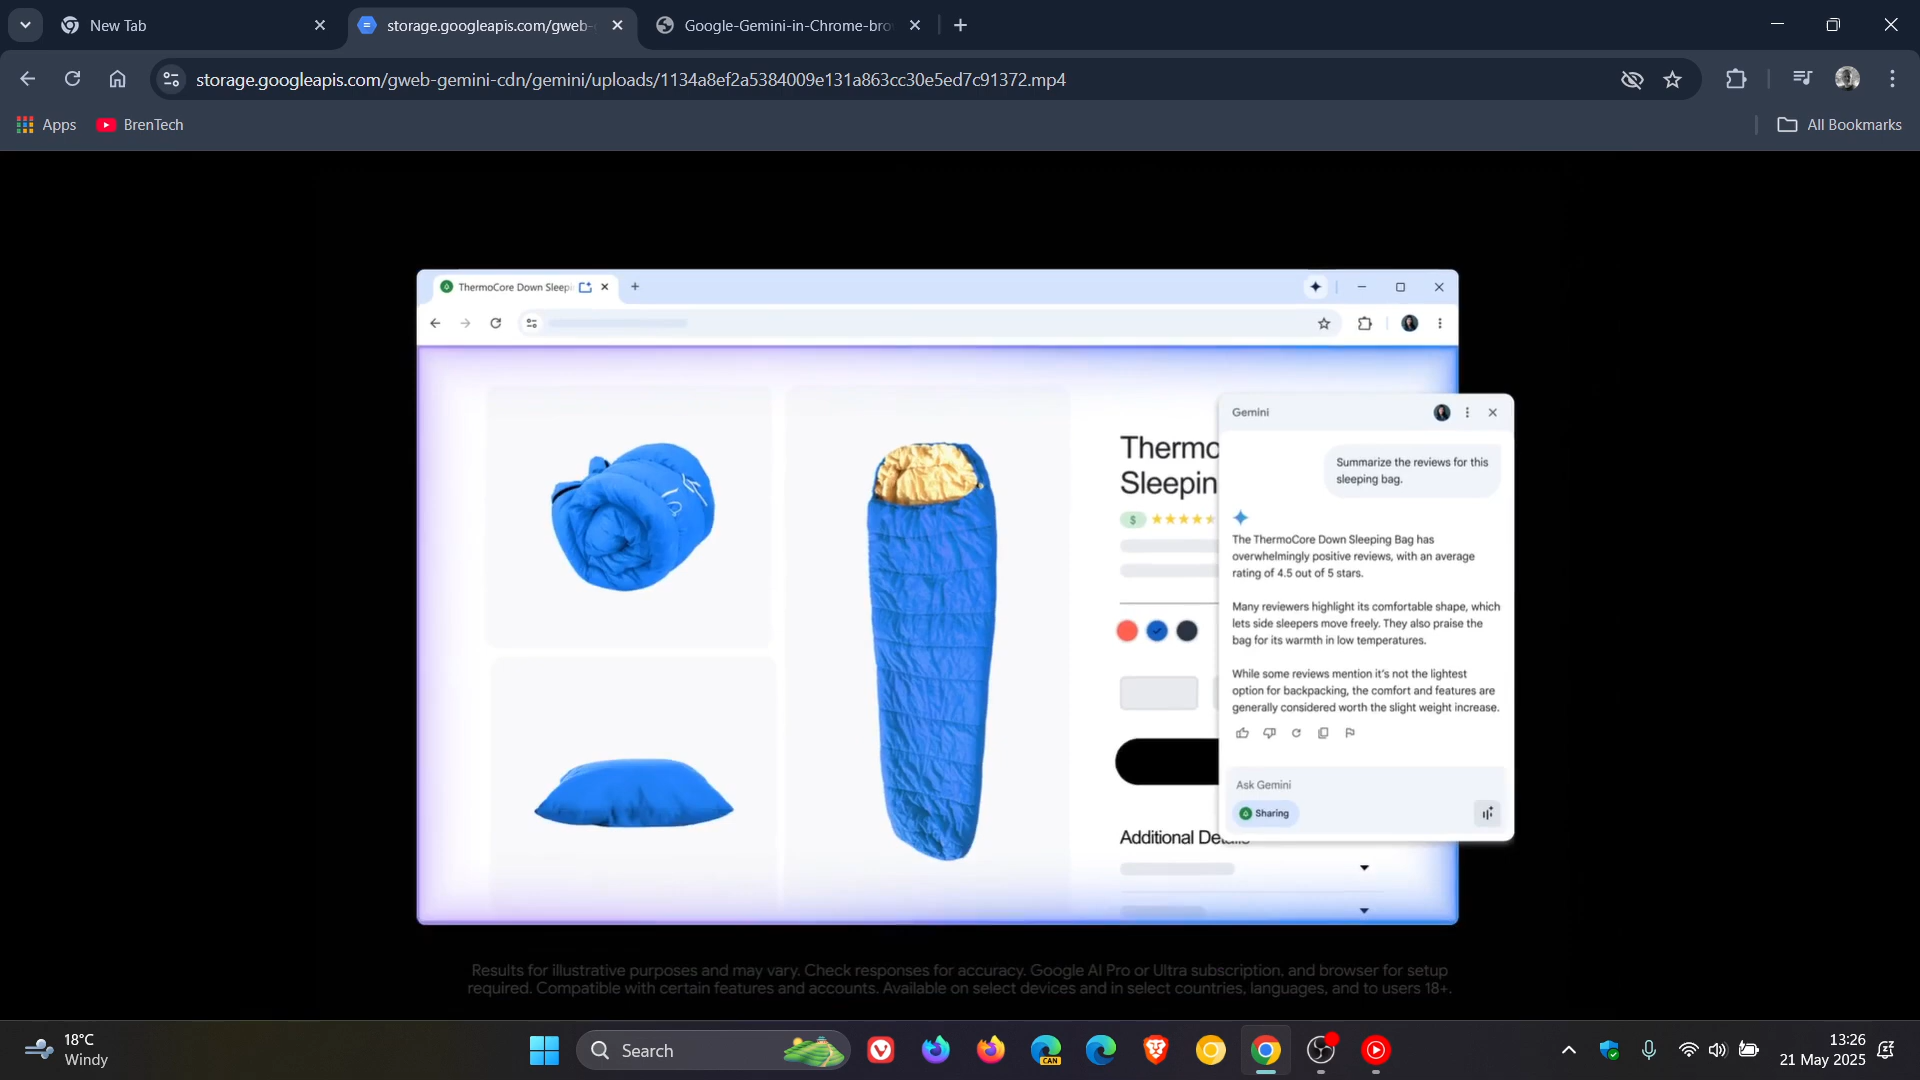 New Tab
storage.googleapis.com/gweb-
Google-Gemini-in-Chrome-bro
storage.googleapis.com/gweb-gemini-cdn/gemini/uploads/1134a8ef2a5384009e131a863cc30e5ed7c91372.mp4
Apps
BrenTech
All Bookmarks
ThermoCore Down Sleepi
Thermo
Sleepin
$
Additional Details
Gemini
Summarize the reviews for this
sleeping bag.
The ThermoCore Down Sleeping Bag has
overwhelmingly positive reviews, with an average
rating of 4.5 out of 5 stars.
Many reviewers highlight its comfortable shape, which
lets side sleepers move freely. They also praise the
bag for its warmth in low temperatures.
While some reviews mention it's not the lightest
option for backpacking, the comfort and features are
generally considered worth the slight weight increase.
Ask Gemini
Sharing
Results for illustrative purposes and may vary. Check responses for accuracy. Google AI Pro or Ultra subscription, and browser for setup
required. Compatible with certain features and accounts. Available on select devices and in select countries, languages, and to users 18+.
18°C
Windy
Search
CAN
13:26
21 May 2025